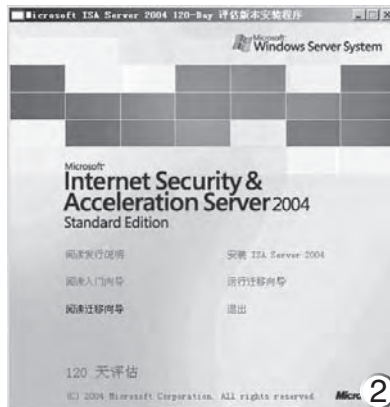 Microsoft ISA Server 2004 120-Day 评估版本安装程序
Microsoft
Windows Server System
Microsoft
Internet Security &
Acceleration Server 2004
Standard Edition
阅读发行说明 安装 ISA Server 2004
阅读入门向导 运行迁移向导
阅读迁移向导 退出
120 天评估
(C) 2004 Microsoft Corporation. All rights reserved.
2